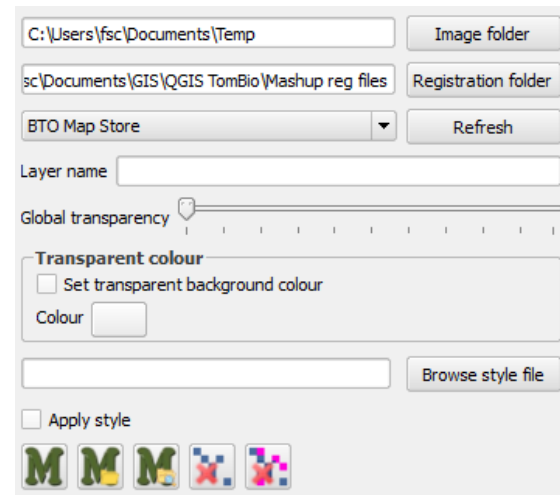 C:\Users\fsc\Documents\Temp
Image folder
sc\Documents\GIS\QGIS TomBio\Mashup reg files
Registration folder
BTO Map Store
Refresh
Layer name
Global transparency
Transparent colour
Set transparent background colour
Colour
Browse style file
Apply style
M M M